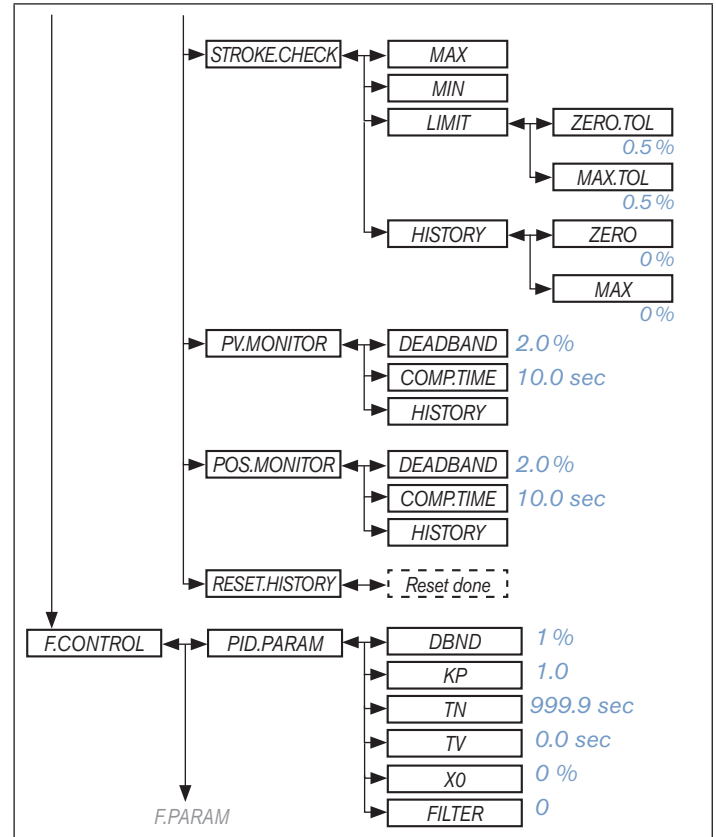 STROKE.CHECK MAX
MIN
LIMIT ZERO.TOL
0.5 %
MAX.TOL
0.5 %
HISTORY ZERO
0 %
MAX
0 %
PV.MONITOR DEADBAND 2.0 %
COMP.TIME 10.0 sec
HISTORY
POS.MONITOR DEADBAND 2.0 %
COMP.TIME 10.0 sec
HISTORY
RESET.HISTORY Reset done
F.CONTROL PID.PARAM DBND 1 %
KP 1.0
TN 999.9 sec
TV 0.0 sec
X0 0 %
FILTER 0
F.PARAM